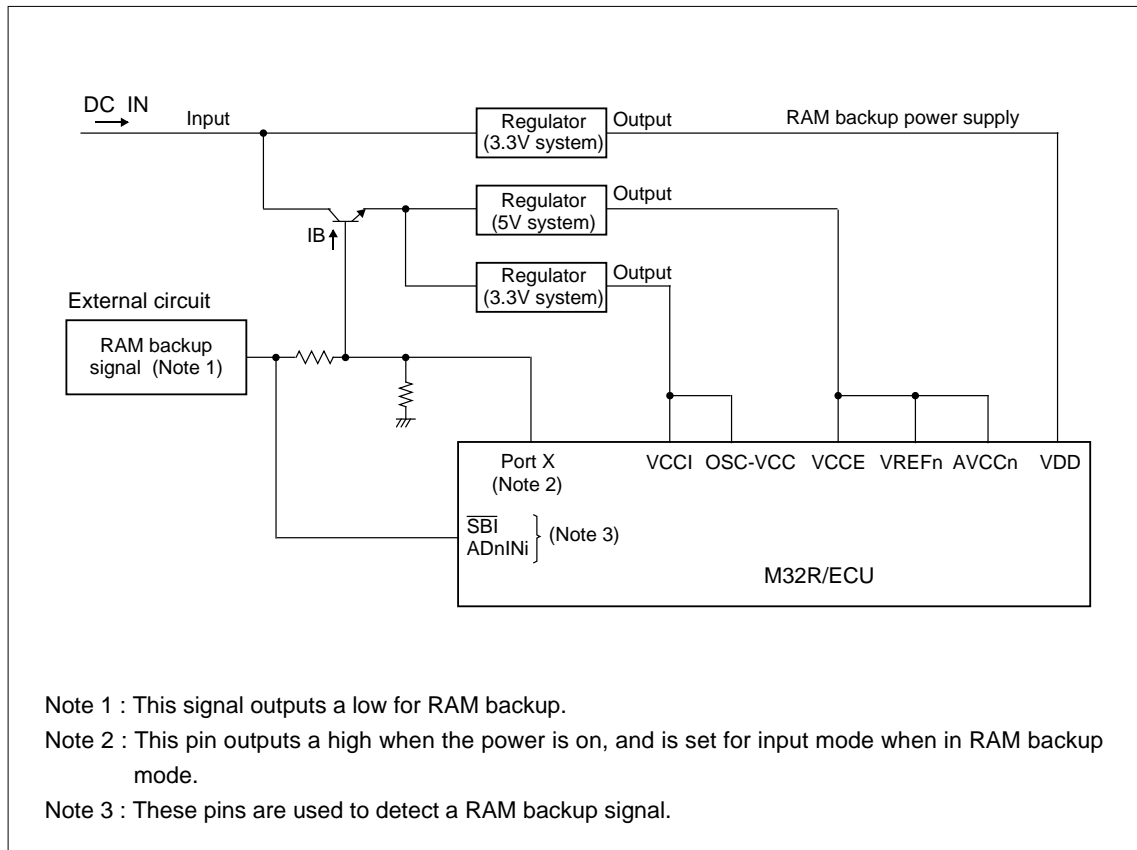 DC IN
Input
Regulator
(3.3V system)
Output
RAM backup power supply
Regulator
(5V system)
Output
IB
Regulator
(3.3V system)
Output
External circuit
RAM backup
signal (Note 1)
Port X
(Note 2)
VCCI OSC-VCC VCCE VREFn AVCCn VDD
SBI
ADnINi
(Note 3)
M32R/ECU
Note 1 : This signal outputs a low for RAM backup.
Note 2 : This pin outputs a high when the power is on, and is set for input mode when in RAM backup
mode.
Note 3 : These pins are used to detect a RAM backup signal.